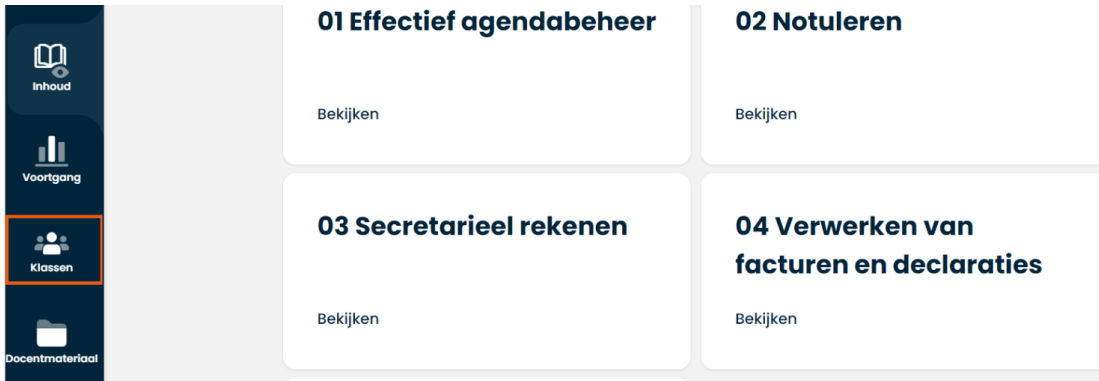 Inhoud
Voortgang
Klassen
Docentmateriaal
01 Effectief agendabeheer
Bekijken
02 Notuleren
Bekijken
03 Secretarieel rekenen
Bekijken
04 Verwerken van
facturen en declaraties
Bekijken